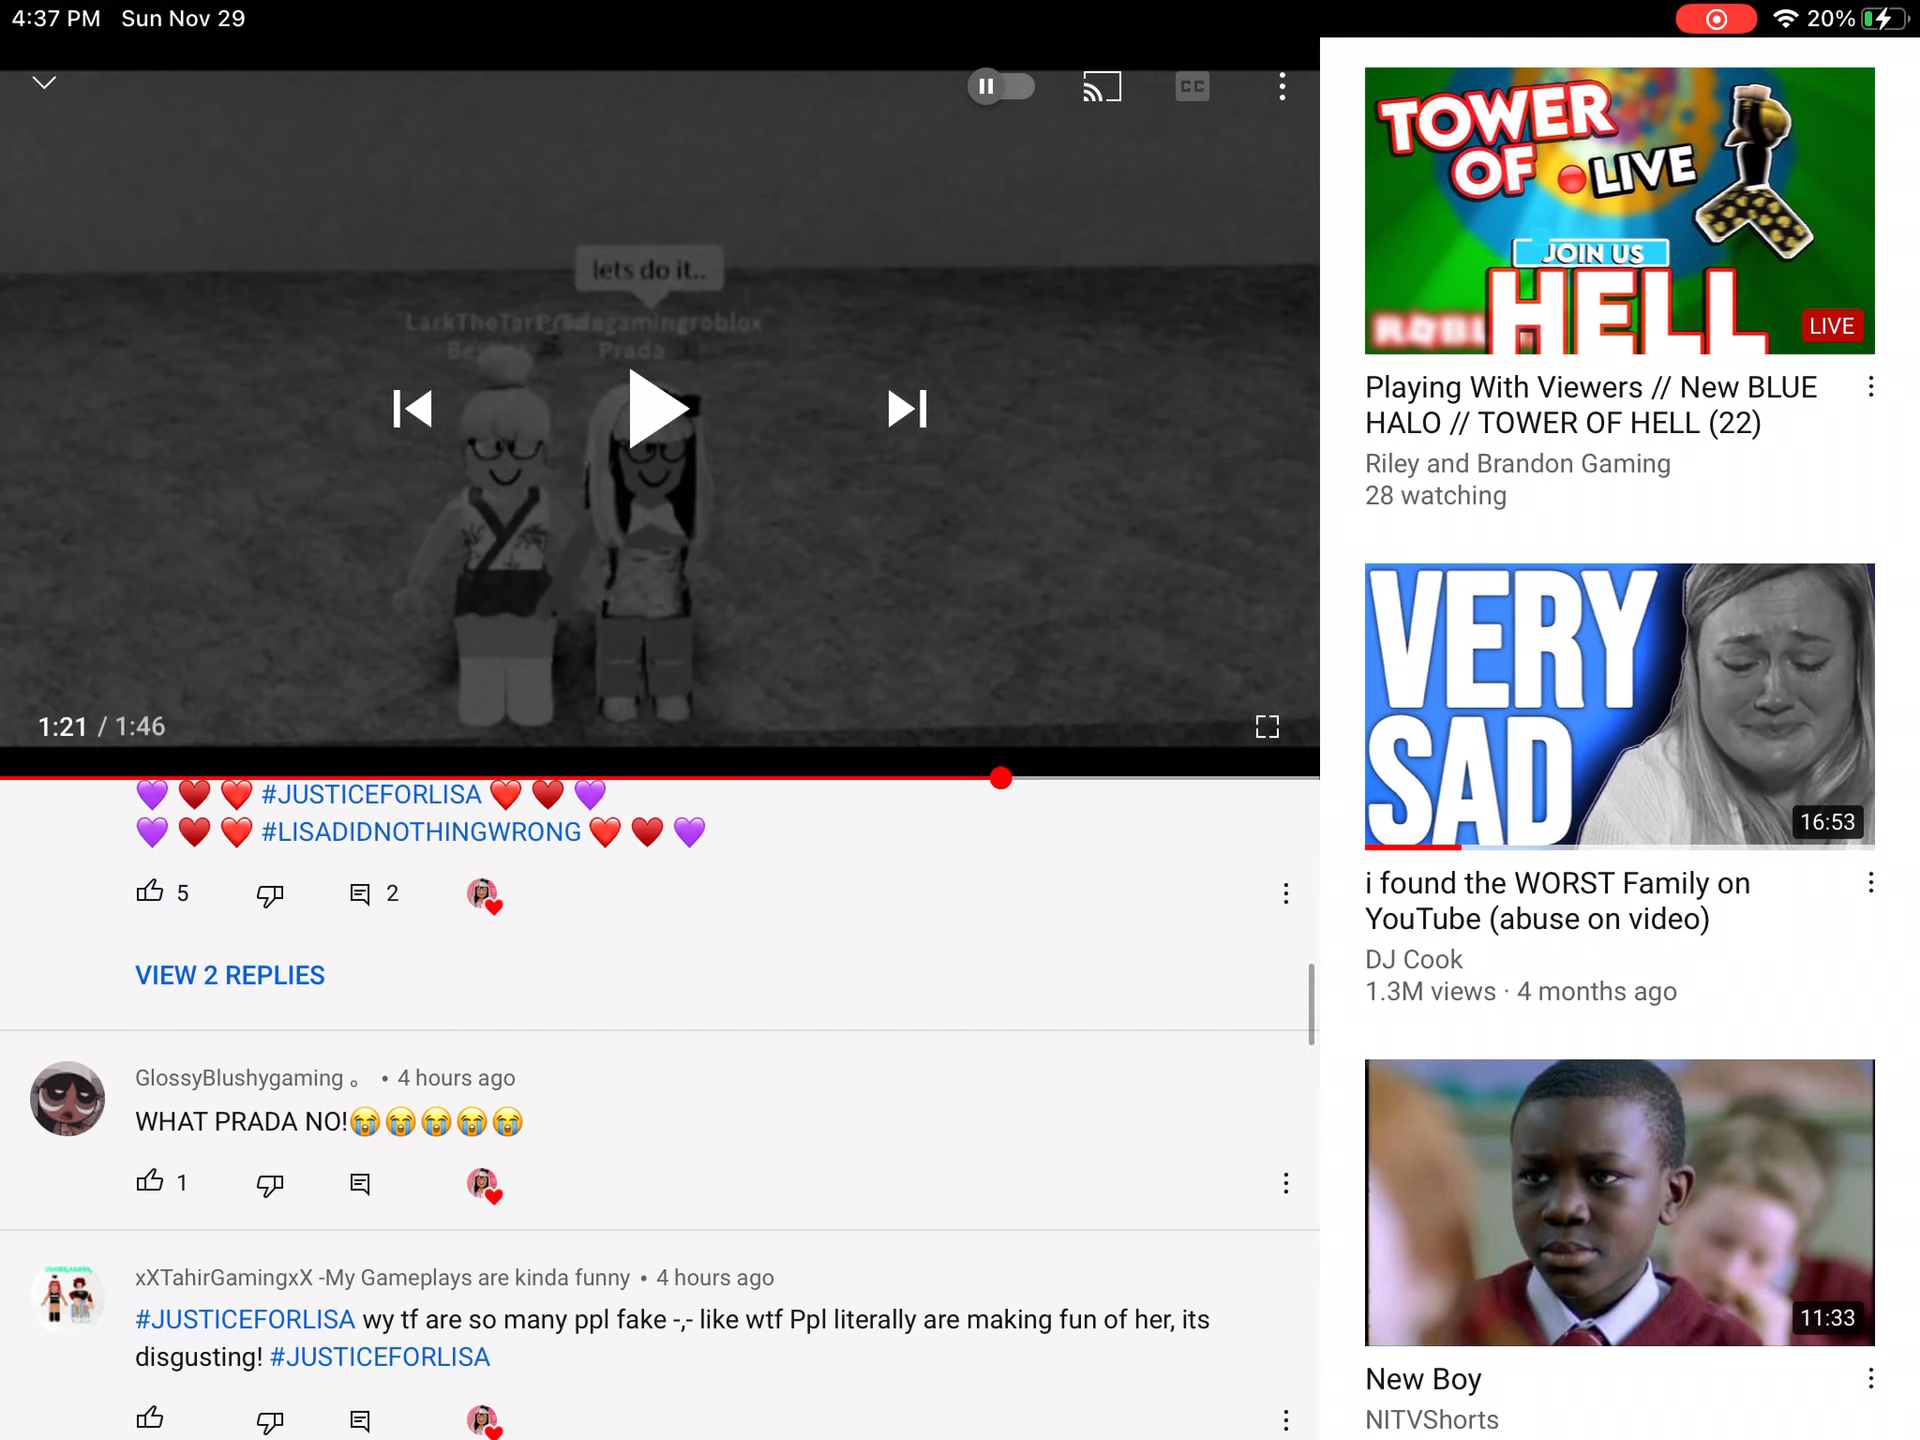 4:37 PM Sun Nov 29
20%
CC
lets do it..
Prada
1:21 / 1:46
#JUSTICEFORLISA
#LISADIDNOTHINGWRONG
5
2
VIEW 2 REPLIES
GlossyBlushygaming 。 • 4 hours ago
WHAT PRADA NO!😭😭😭😭😭
1
xXTahirGamingxX -My Gameplays are kinda funny • 4 hours ago
#JUSTICEFORLISA wy tf are so many ppl fake -,- like wtf Ppl literally are making fun of her, its
disgusting! #JUSTICEFORLISA
TOWER
OF LIVE
JOIN US
HELL
LIVE
Playing With Viewers // New BLUE
HALO // TOWER OF HELL (22)
Riley and Brandon Gaming
28 watching
VERY
SAD
16:53
i found the WORST Family on
YouTube (abuse on video)
DJ Cook
1.3M views · 4 months ago
11:33
New Boy
NITVShorts